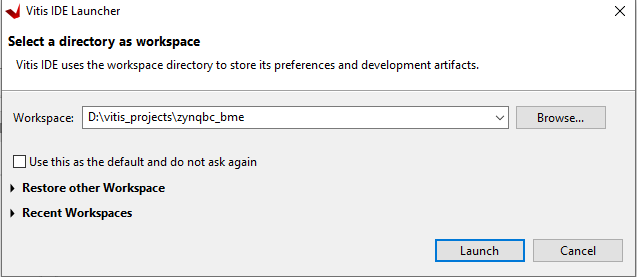 Vitis IDE Launcher
Select a directory as workspace
Vitis IDE uses the workspace directory to store its preferences and development artifacts.
Workspace: D:\vitis_projects\zynqbc_bme Browse...
Use this as the default and do not ask again
Restore other Workspace
Recent Workspaces
Launch Cancel